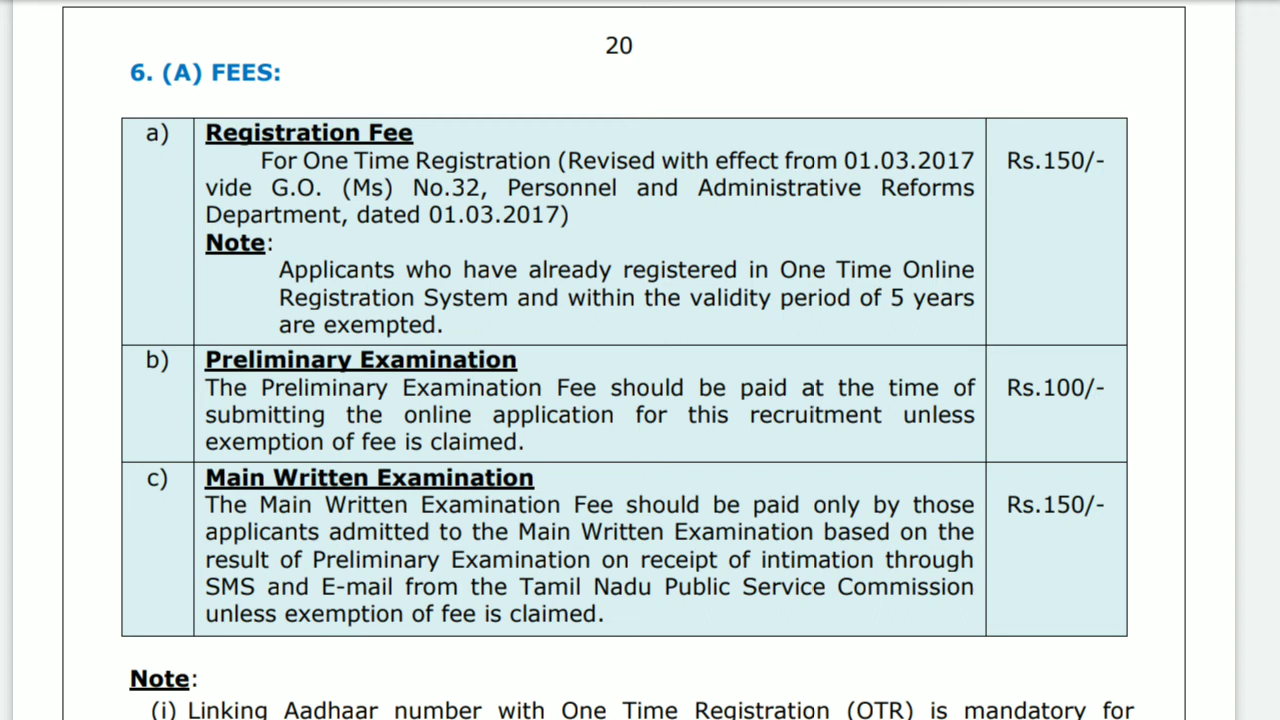 20
6. (A) FEES:
a) Registration Fee
For One Time Registration (Revised with effect from 01.03.2017 Rs.150/-
vide G.O. (Ms) No.32, Personnel and Administrative Reforms
Department, dated 01.03.2017)
Note:
Applicants who have already registered in One Time Online
Registration System and within the validity period of 5 years
are exempted.
b) Preliminary Examination
The Preliminary Examination Fee should be paid at the time of Rs.100/-
submitting the online application for this recruitment unless
exemption of fee is claimed.
c) Main Written Examination
The Main Written Examination Fee should be paid only by those Rs.150/-
applicants admitted to the Main Written Examination based on the
result of Preliminary Examination on receipt of intimation through
SMS and E-mail from the Tamil Nadu Public Service Commission
unless exemption of fee is claimed.
Note:
(i) Linking Aadhaar number with One Time Registration (OTR) is mandatory for